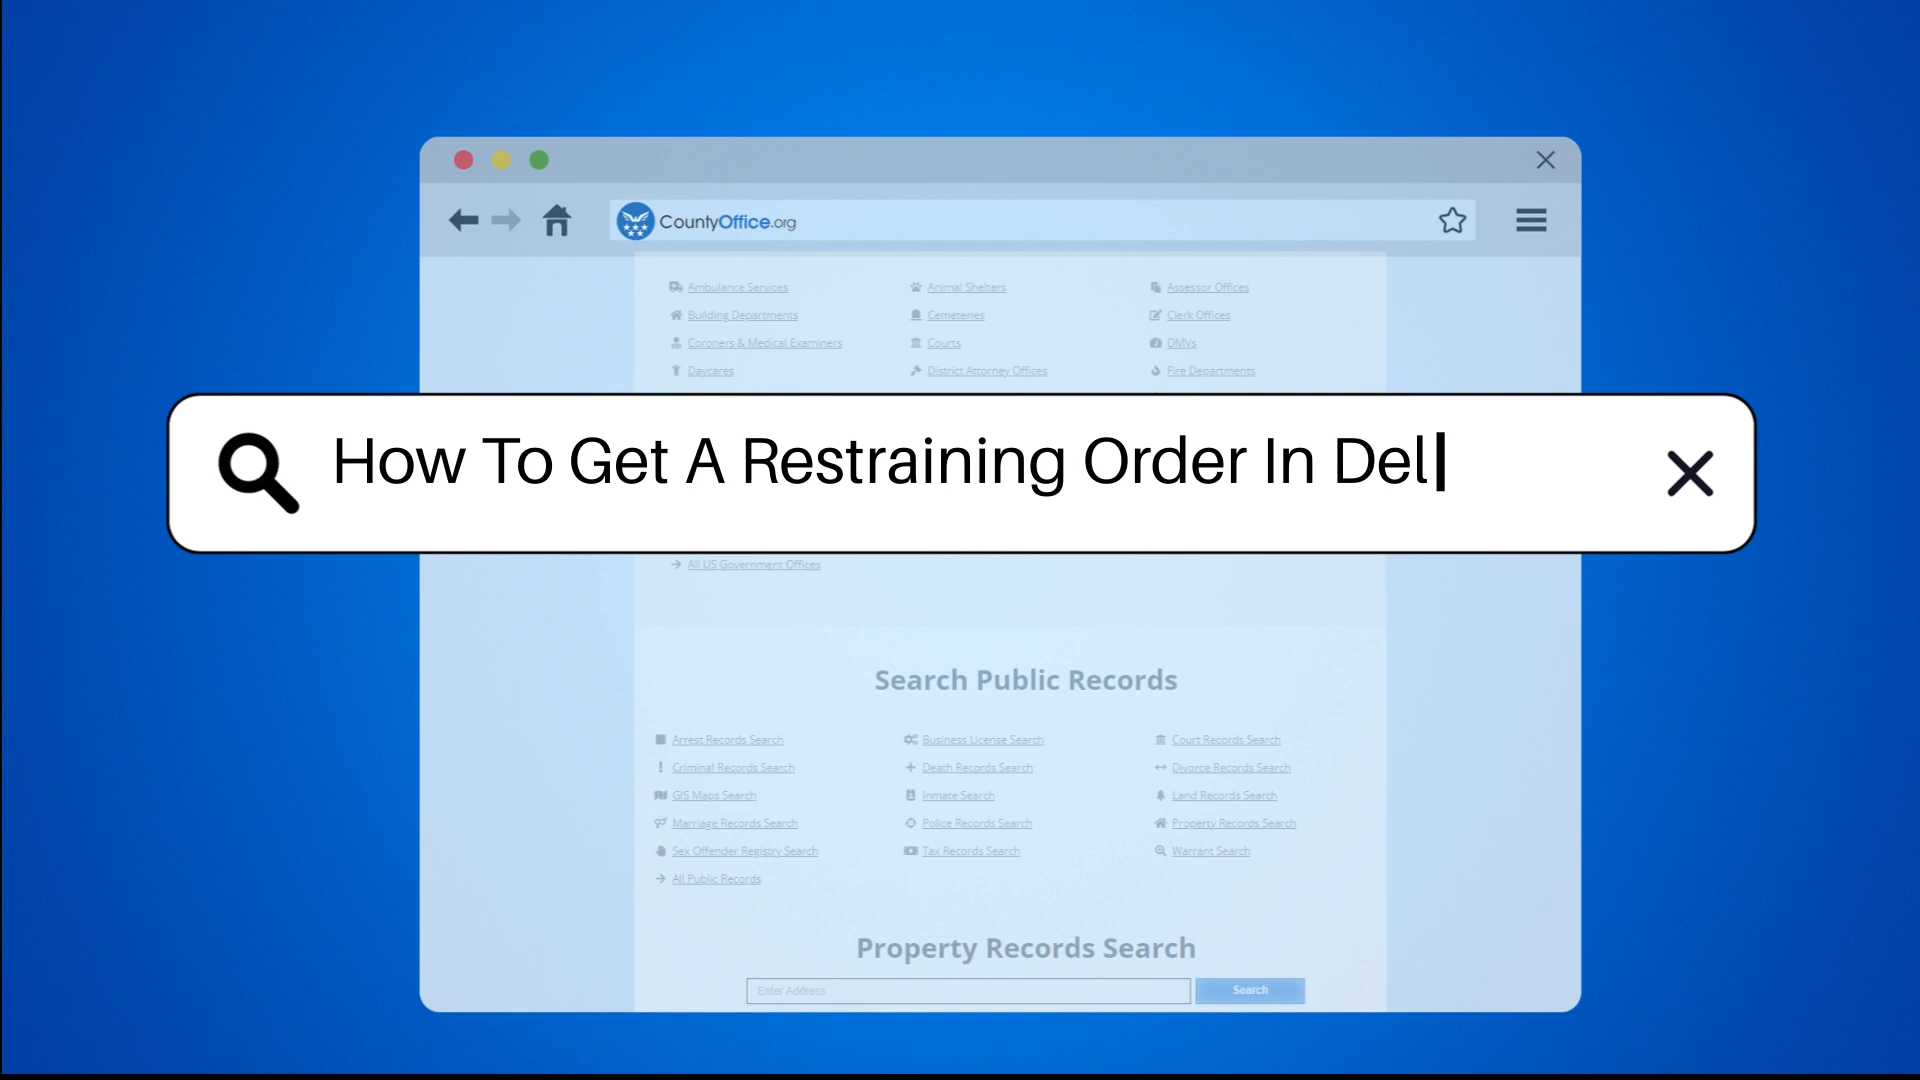 CountyOffice.org
Ambulance Services Animal Shelters Assessor Offices
Building Departments Cemeteries Clerk Offices
Coroners & Medical Examiners Courts DMVs
Daycares District Attorney Offices Fire Departments
How To Get A Restraining Order In Del
All US Government Offices
Search Public Records
Arrest Records Search Business License Search Court Records Search
Criminal Records Search Death Records Search Divorce Records Search
GIS Maps Search Inmate Search Land Records Search
Marriage Records Search Police Records Search Property Records Search
Sex Offender Registry Search Tax Records Search Warrant Search
All Public Records
Property Records Search
Enter Address Search